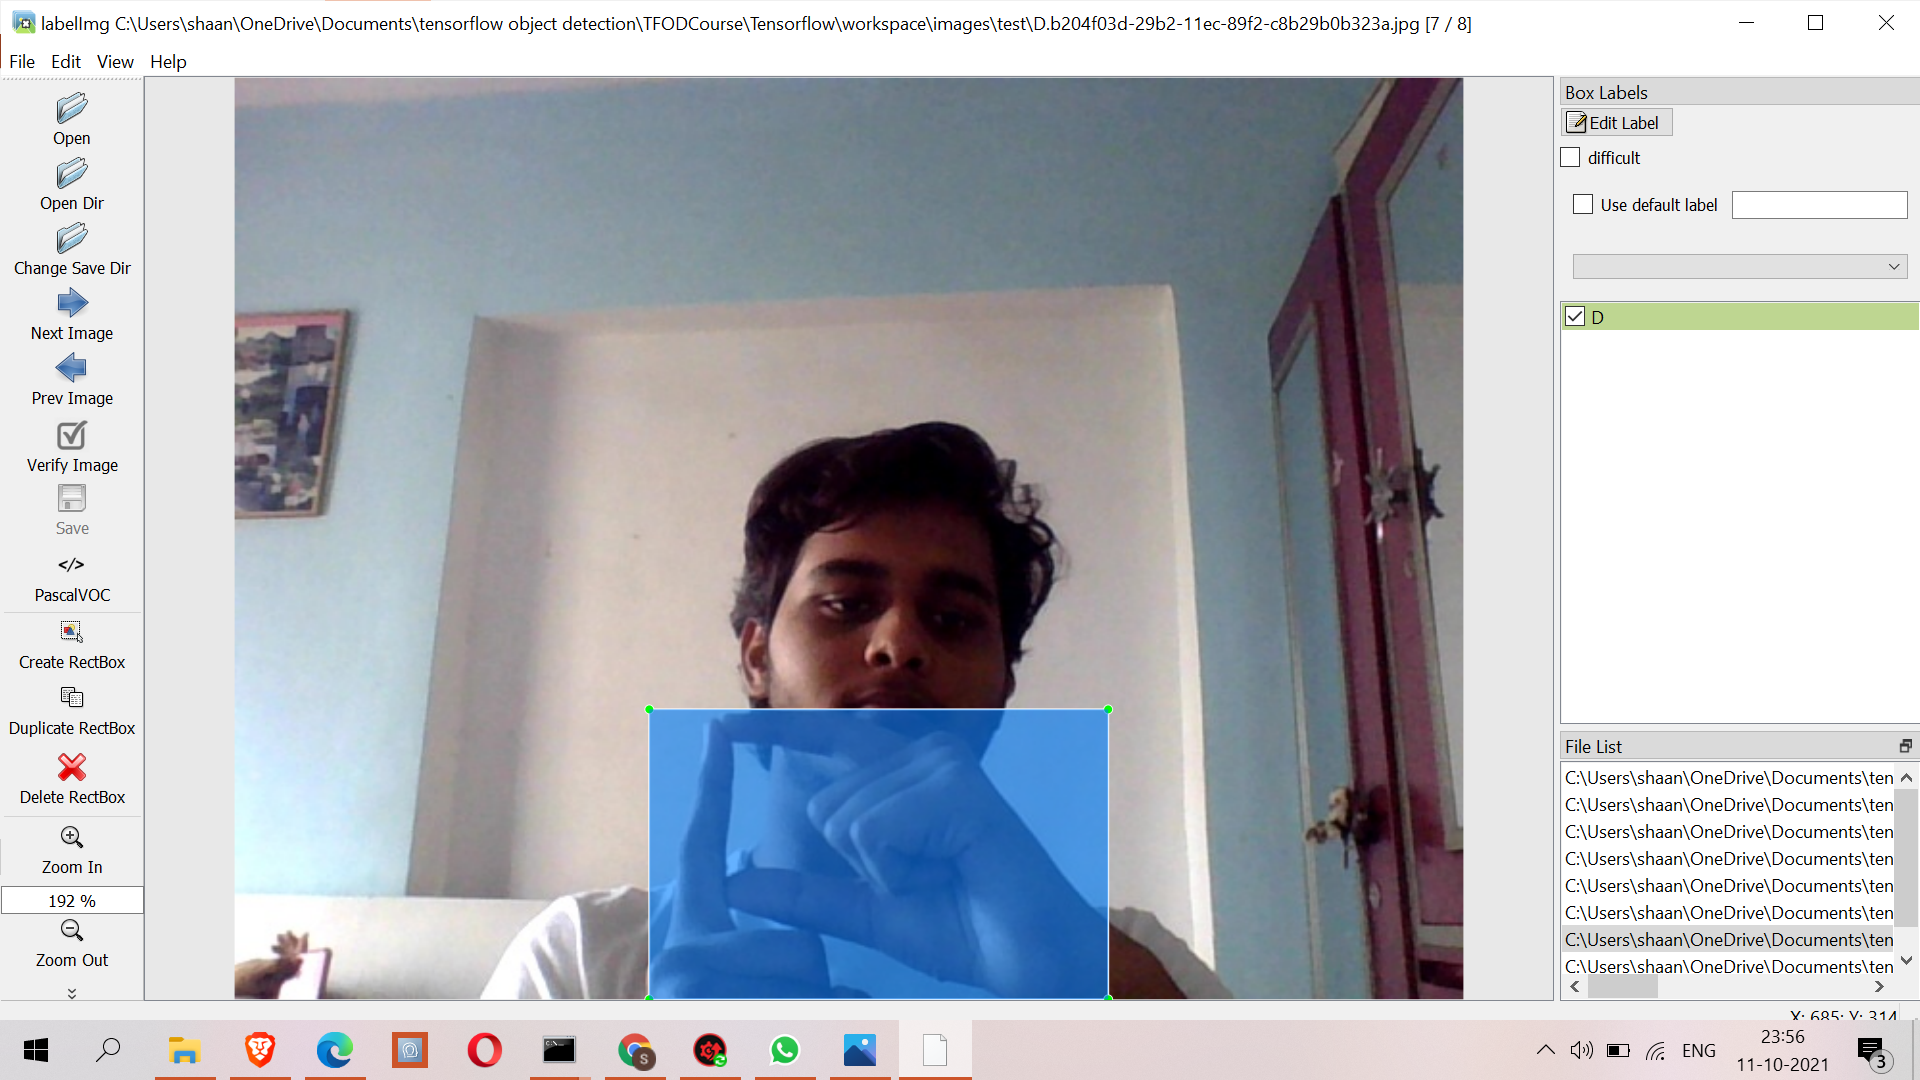 labelImg C:\Users\shaan\OneDrive\Documents\tensorflow object detection\TFODCourse\Tensorflow\workspace\images\test\D.b204f03d-29b2-11ec-89f2-c8b29b0b323a.jpg [7 / 8]
File Edit View Help
Open
Open Dir
Change Save Dir
Next Image
Prev Image
Verify Image
Save
</>
PascalVOC
Create RectBox
Duplicate RectBox
Delete RectBox
Zoom In
192 %
Zoom Out
Box Labels
Edit Label
difficult
Use default label
D
File List
C:\Users\shaan\OneDrive\Documents\ten
C:\Users\shaan\OneDrive\Documents\ten
C:\Users\shaan\OneDrive\Documents\ten
C:\Users\shaan\OneDrive\Documents\ten
C:\Users\shaan\OneDrive\Documents\ten
C:\Users\shaan\OneDrive\Documents\ten
C:\Users\shaan\OneDrive\Documents\ten
C:\Users\shaan\OneDrive\Documents\ten
X: 685; Y: 314
S
ENG
23:56
11-10-2021
3